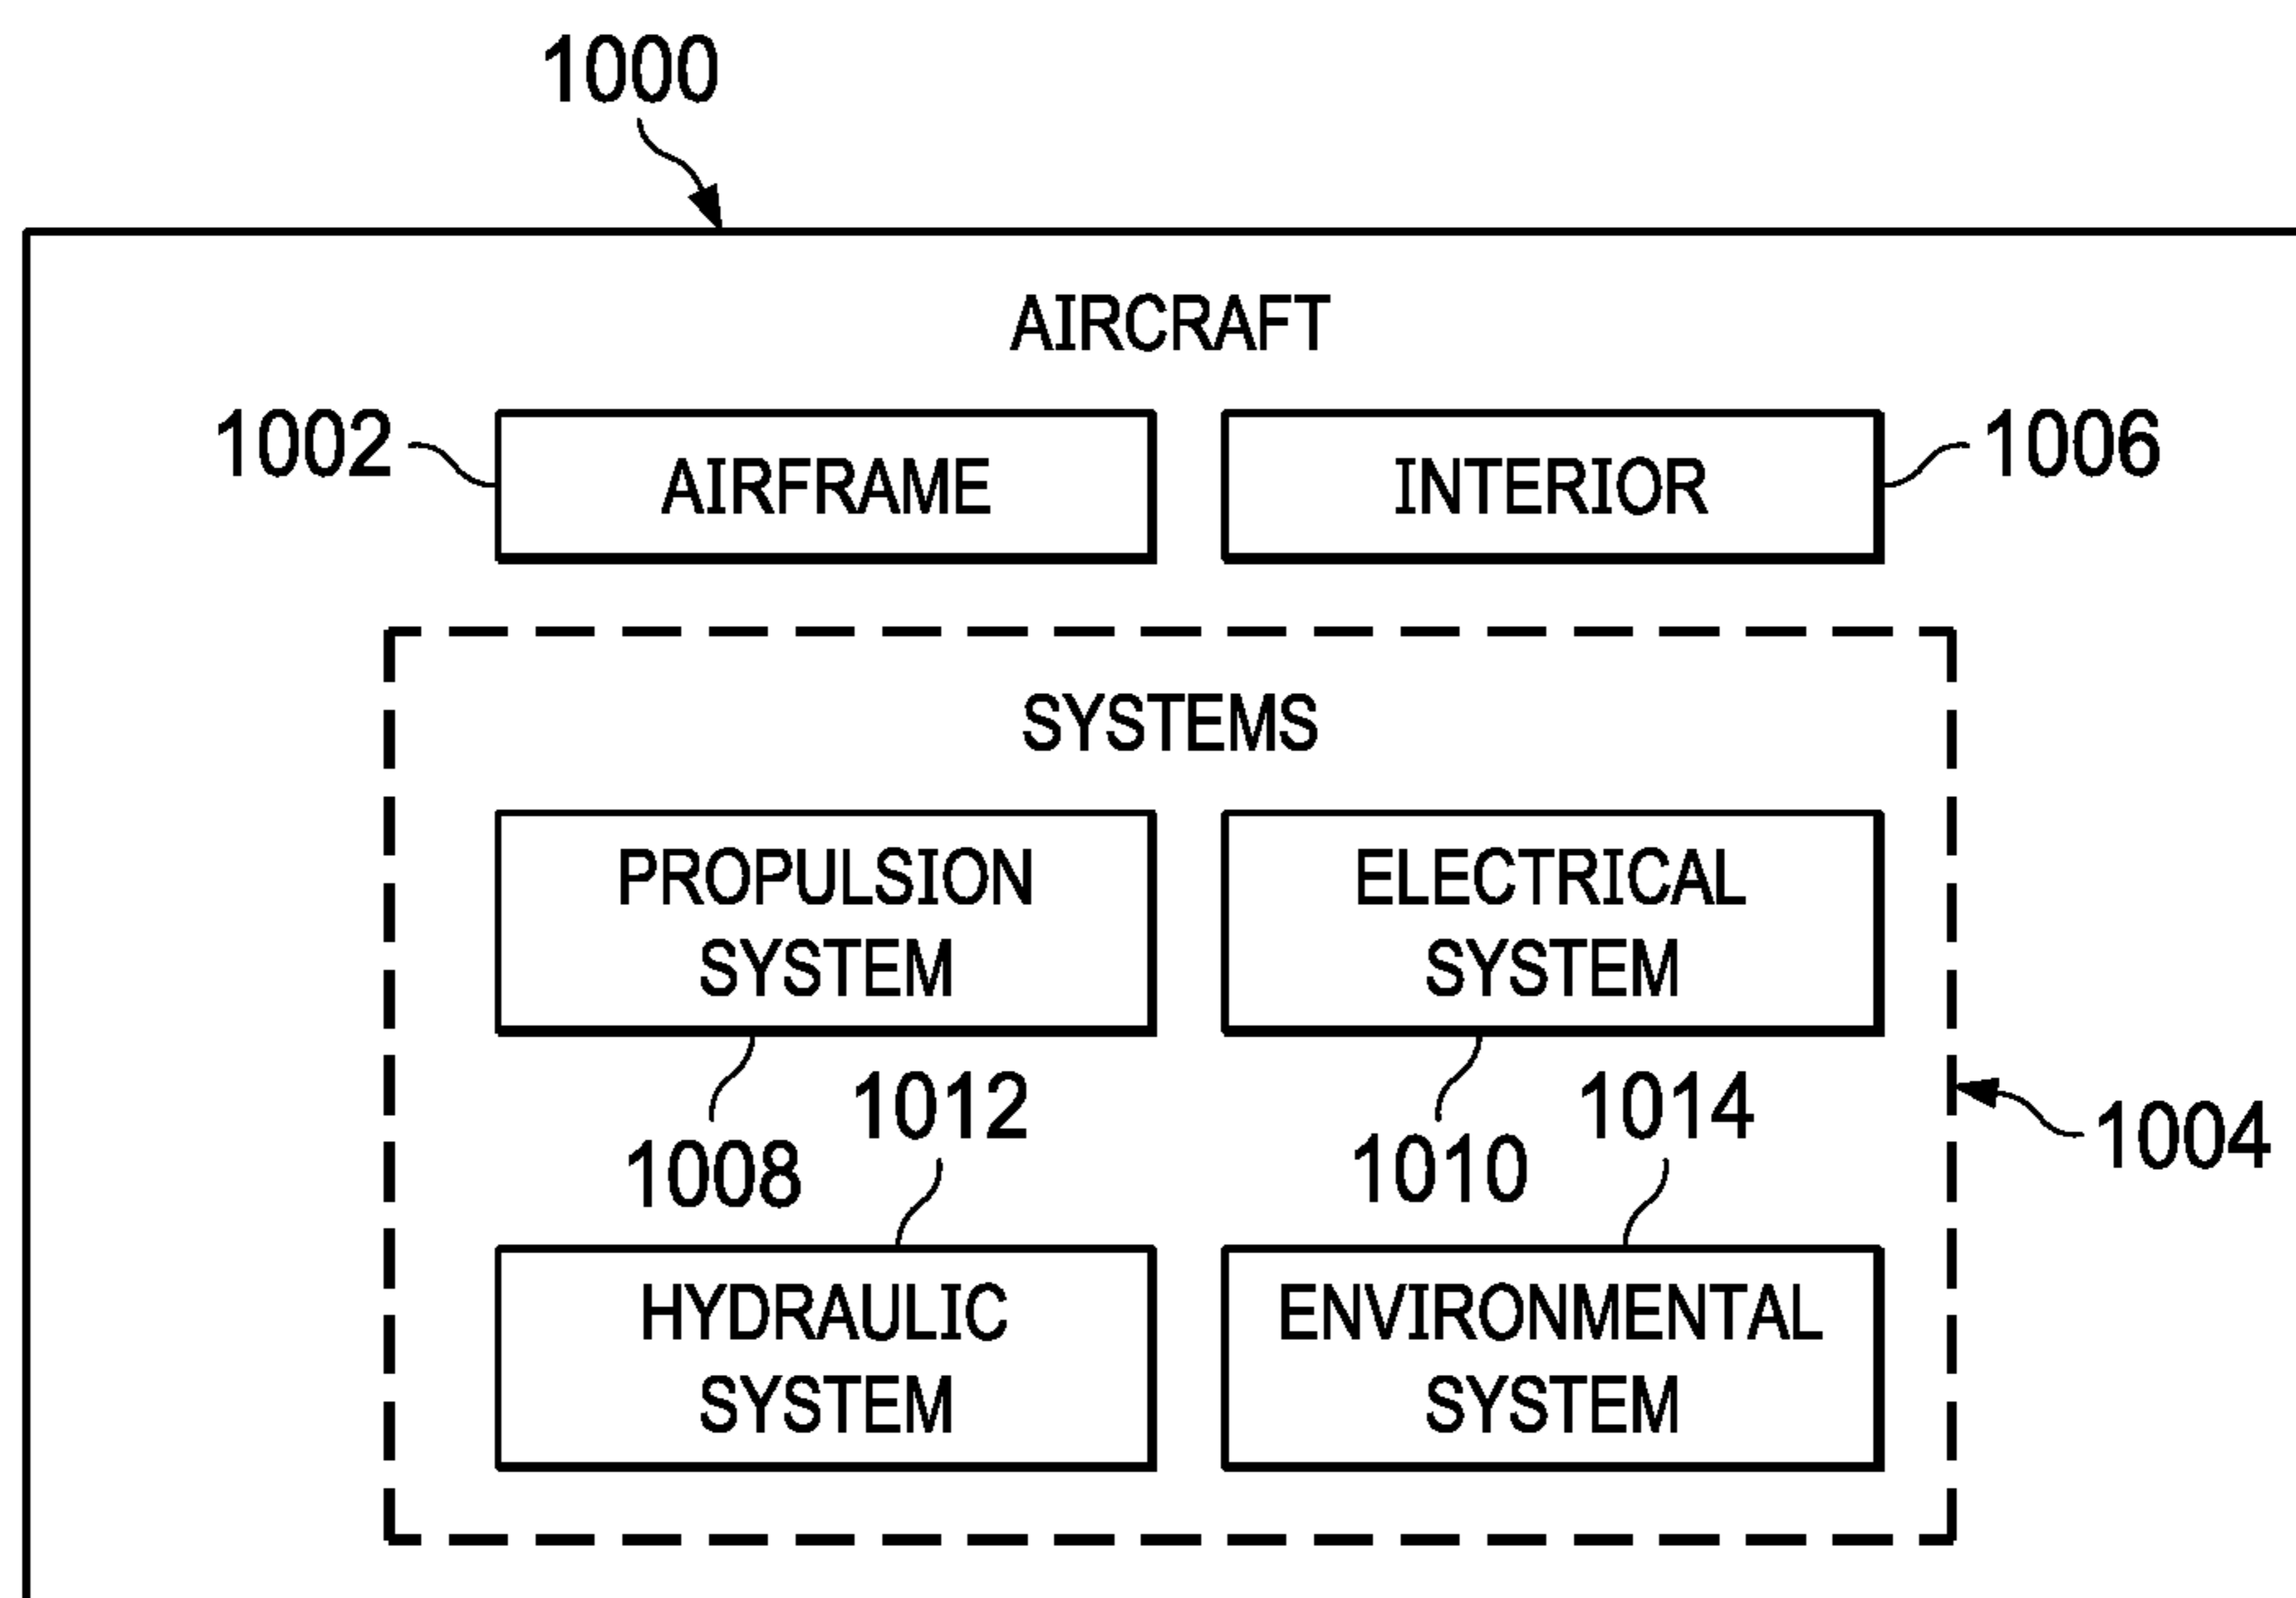 1000
AIRCRAFT
1002 AIRFRAME INTERIOR 1006
SYSTEMS
PROPULSION ELECTRICAL
SYSTEM SYSTEM
1012 1014
1008 1010 1004
HYDRAULIC ENVIRONMENTAL
SYSTEM SYSTEM